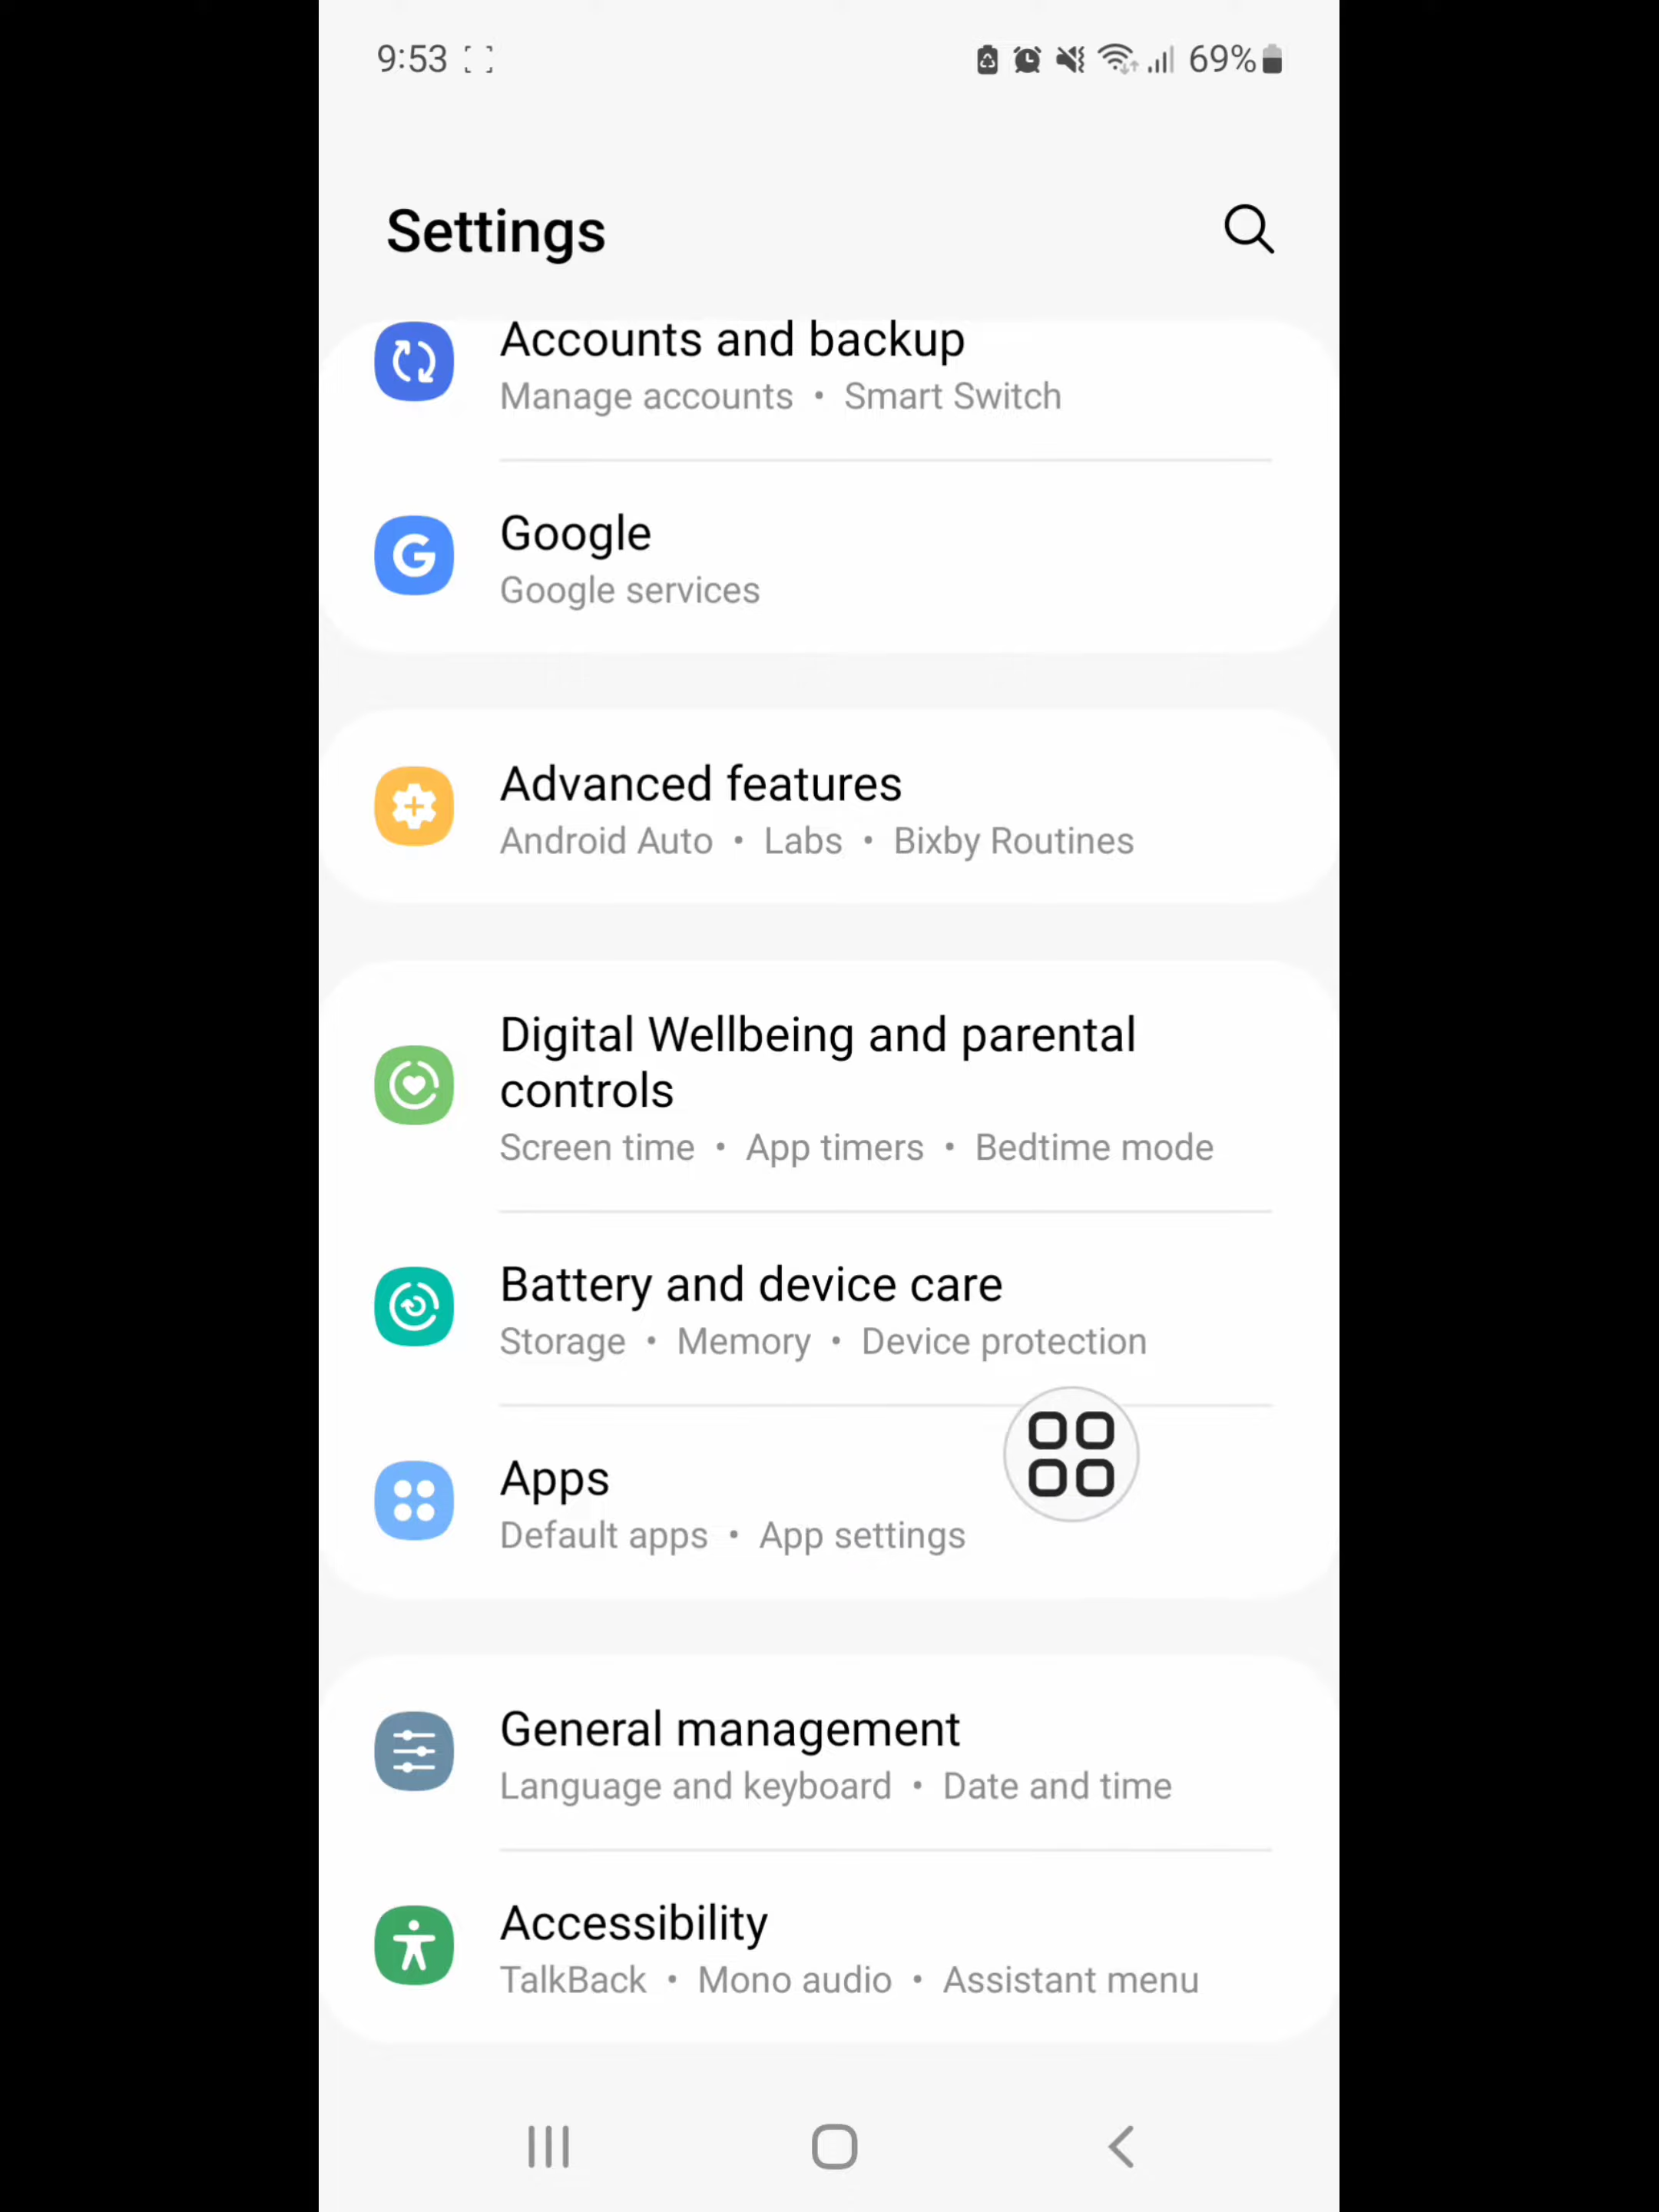 9:53 69%
Settings
Accounts and backup
Manage accounts • Smart Switch
Google
Google services
Advanced features
Android Auto • Labs • Bixby Routines
Digital Wellbeing and parental
controls
Screen time • App timers • Bedtime mode
Battery and device care
Storage • Memory • Device protection
Apps
Default apps • App settings
General management
Language and keyboard • Date and time
Accessibility
TalkBack • Mono audio • Assistant menu